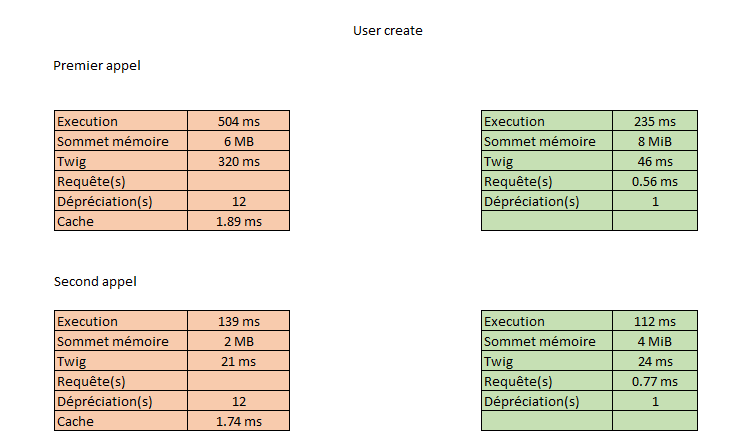 User create
Premier appel
Execution 504 ms Execution 235 ms
Sommet mémoire 6 MB Sommet mémoire 8 MiB
Twig 320 ms Twig 46 ms
Requête(s) Requête(s) 0.56 ms
Dépréciation(s) 12 Dépréciation(s) 1
Cache 1.89 ms
Second appel
Execution 139 ms Execution 112 ms
Sommet mémoire 2 MB Sommet mémoire 4 MiB
Twig 21 ms Twig 24 ms
Requête(s) Requête(s) 0.77 ms
Dépréciation(s) 12 Dépréciation(s) 1
Cache 1.74 ms